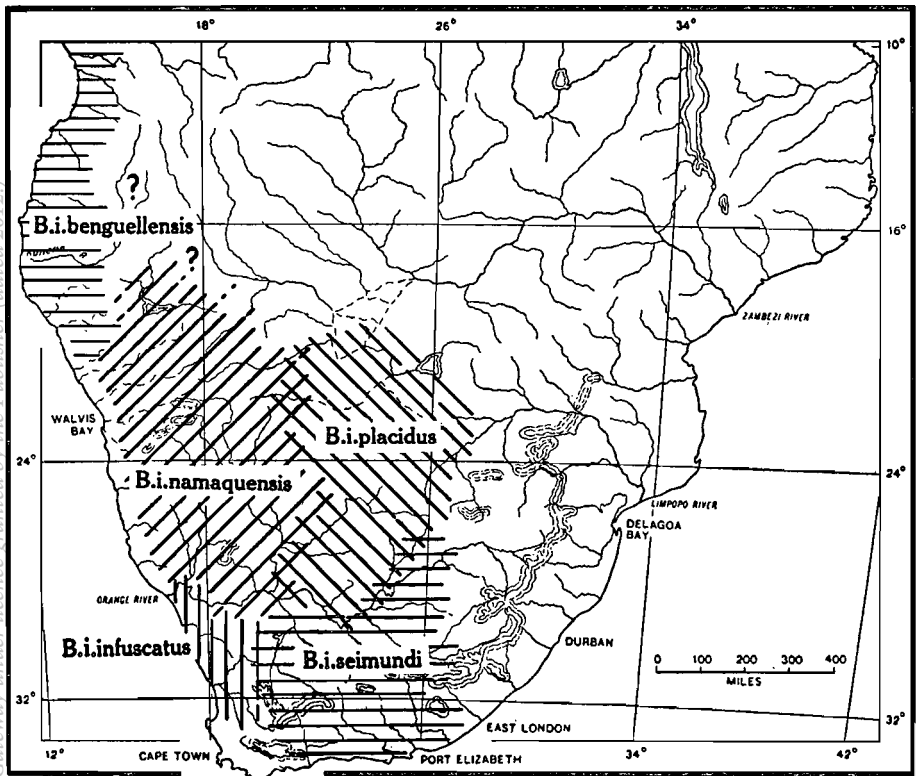 18° 26° 34°
10°
?
B.i.benguellensis
16°
?
ZAMBEZI RIVER
WALVIS
BAY
B.i.placidus
24° 24°
B.i.namaquensis
LIMPOPO RIVER
DELAGOA
BAY
ORANGE RIVER
DURBAN
B.i.infuscatus
B.i.seimundi
0 100 200 300 400
MILES
32° 32°
EAST LONDON
12° CAPE TOWN PORT ELIZABETH 34° 42°